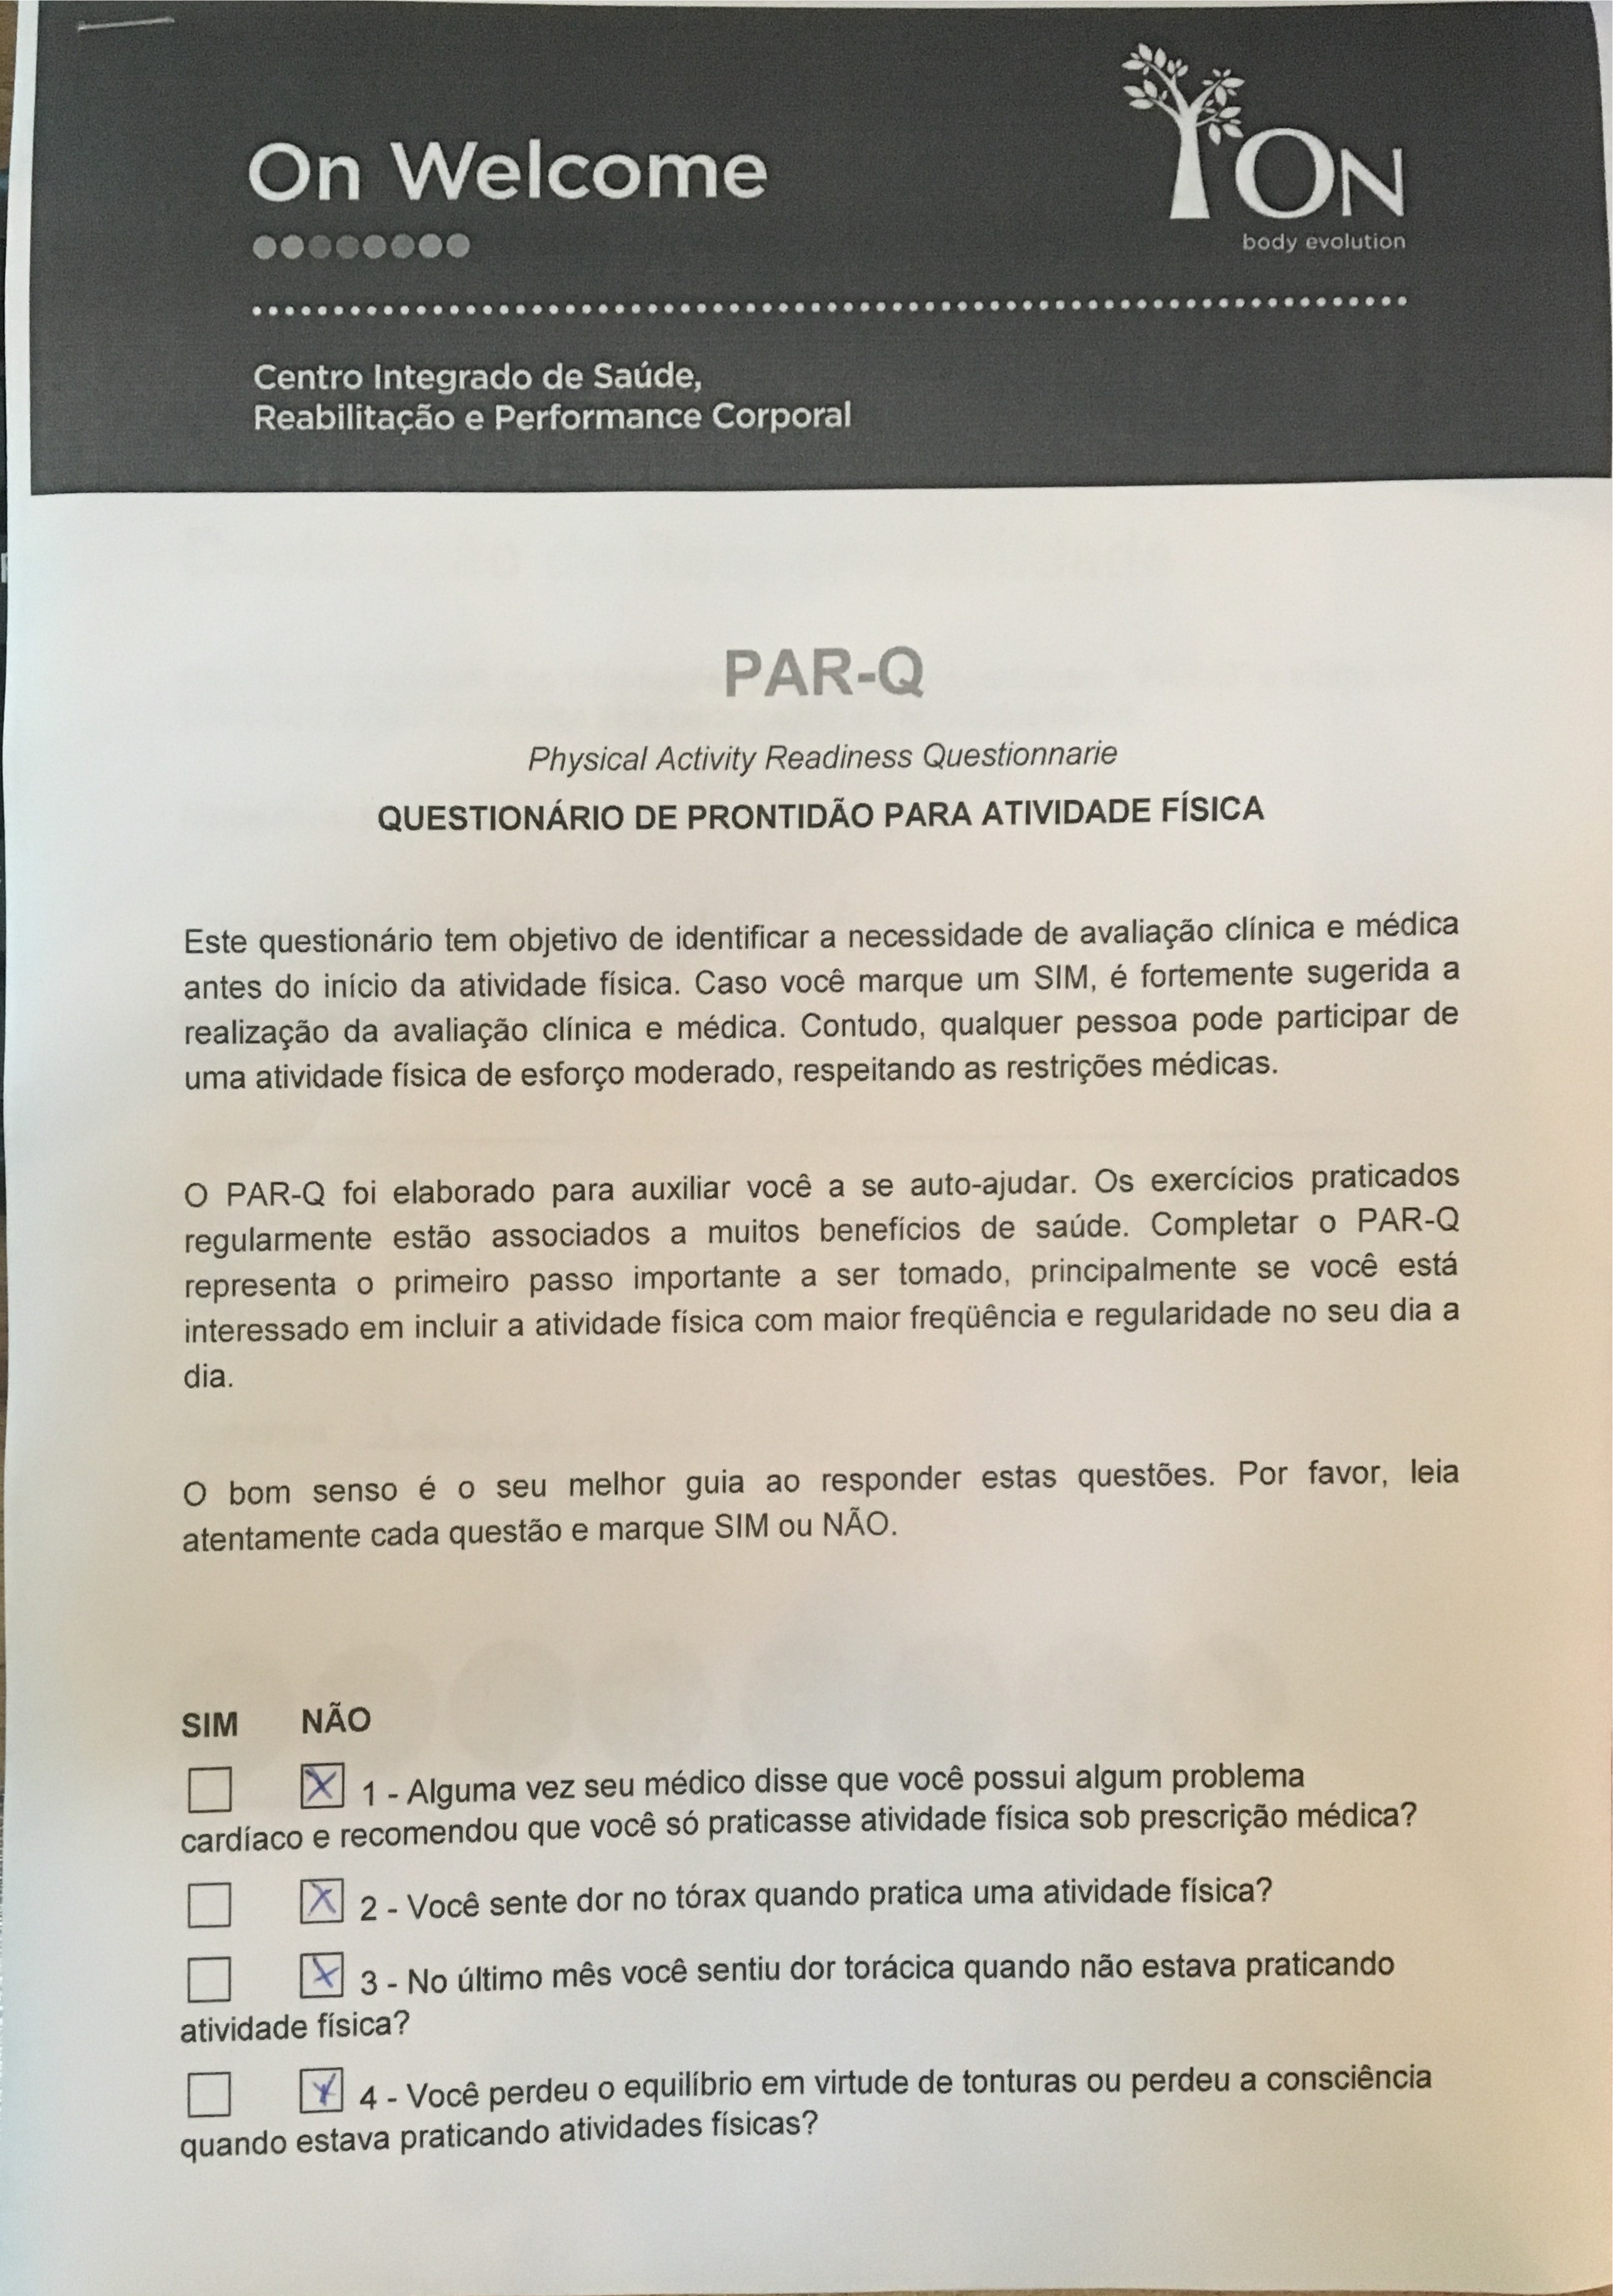 On Welcome
ON
body evolution
Centro Integrado de Saúde,
Reabilitação e Performance Corporal
PAR-Q
Physical Activity Readiness Questionnarie
QUESTIONÁRIO DE PRONTIDÃO PARA ATIVIDADE FÍSICA
Este questionário tem objetivo de identificar a necessidade de avaliação clínica e médica
antes do início da atividade física. Caso você marque um SIM, é fortemente sugerida a
realização da avaliação clínica e médica. Contudo, qualquer pessoa pode participar de
uma atividade física de esforço moderado, respeitando as restrições médicas.
O PAR-Q foi elaborado para auxiliar você a se auto-ajudar. Os exercícios praticados
regularmente estão associados a muitos benefícios de saúde. Completar o PAR-Q
representa o primeiro passo importante a ser tomado, principalmente se você está
interessado em incluir a atividade física com maior freqüência e regularidade no seu dia a
dia.
O bom senso é o seu melhor guia ao responder estas questões. Por favor, leia
atentamente cada questão e marque SIM ou NÃO.
SIM NÃO
X 1 - Alguma vez seu médico disse que você possui algum problema
cardíaco e recomendou que você só praticasse atividade física sob prescrição médica?
X 2 - Você sente dor no tórax quando pratica uma atividade física?
X 3 - No último mês você sentiu dor torácica quando não estava praticando
atividade física?
X 4 - Você perdeu o equilíbrio em virtude de tonturas ou perdeu a consciência
quando estava praticando atividades físicas?